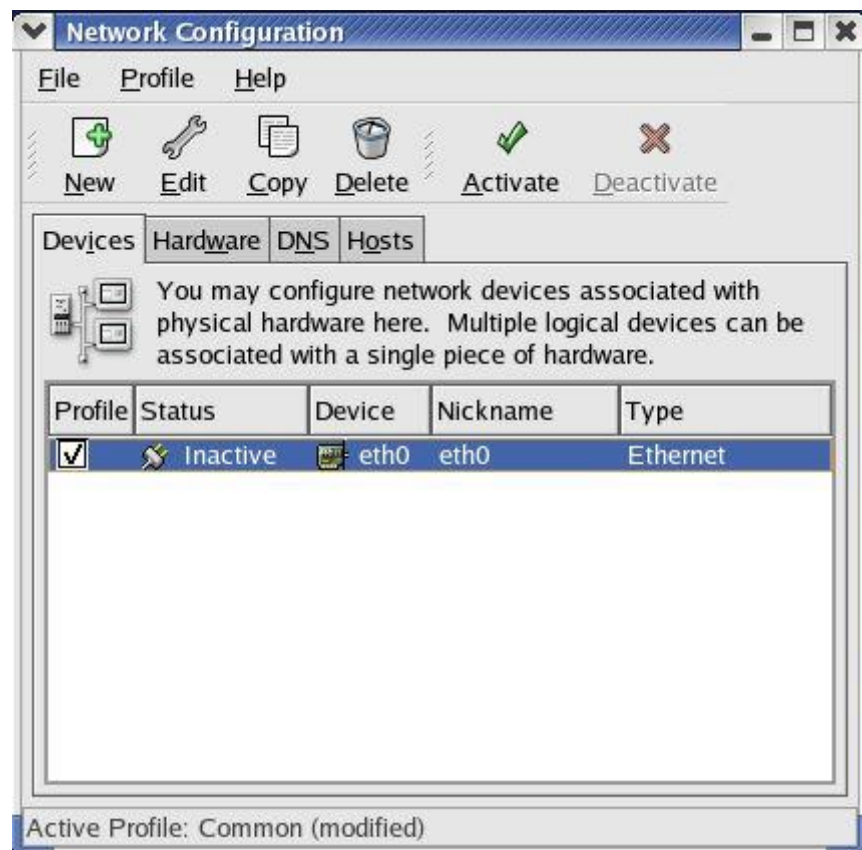 Network Configuration
File Profile Help
New Edit Copy Delete Activate Deactivate
Devices Hardware DNS Hosts
You may configure network devices associated with
physical hardware here. Multiple logical devices can be
associated with a single piece of hardware.
Profile Status Device Nickname Type
Inactive eth0 eth0 Ethernet
Active Profile: Common (modified)